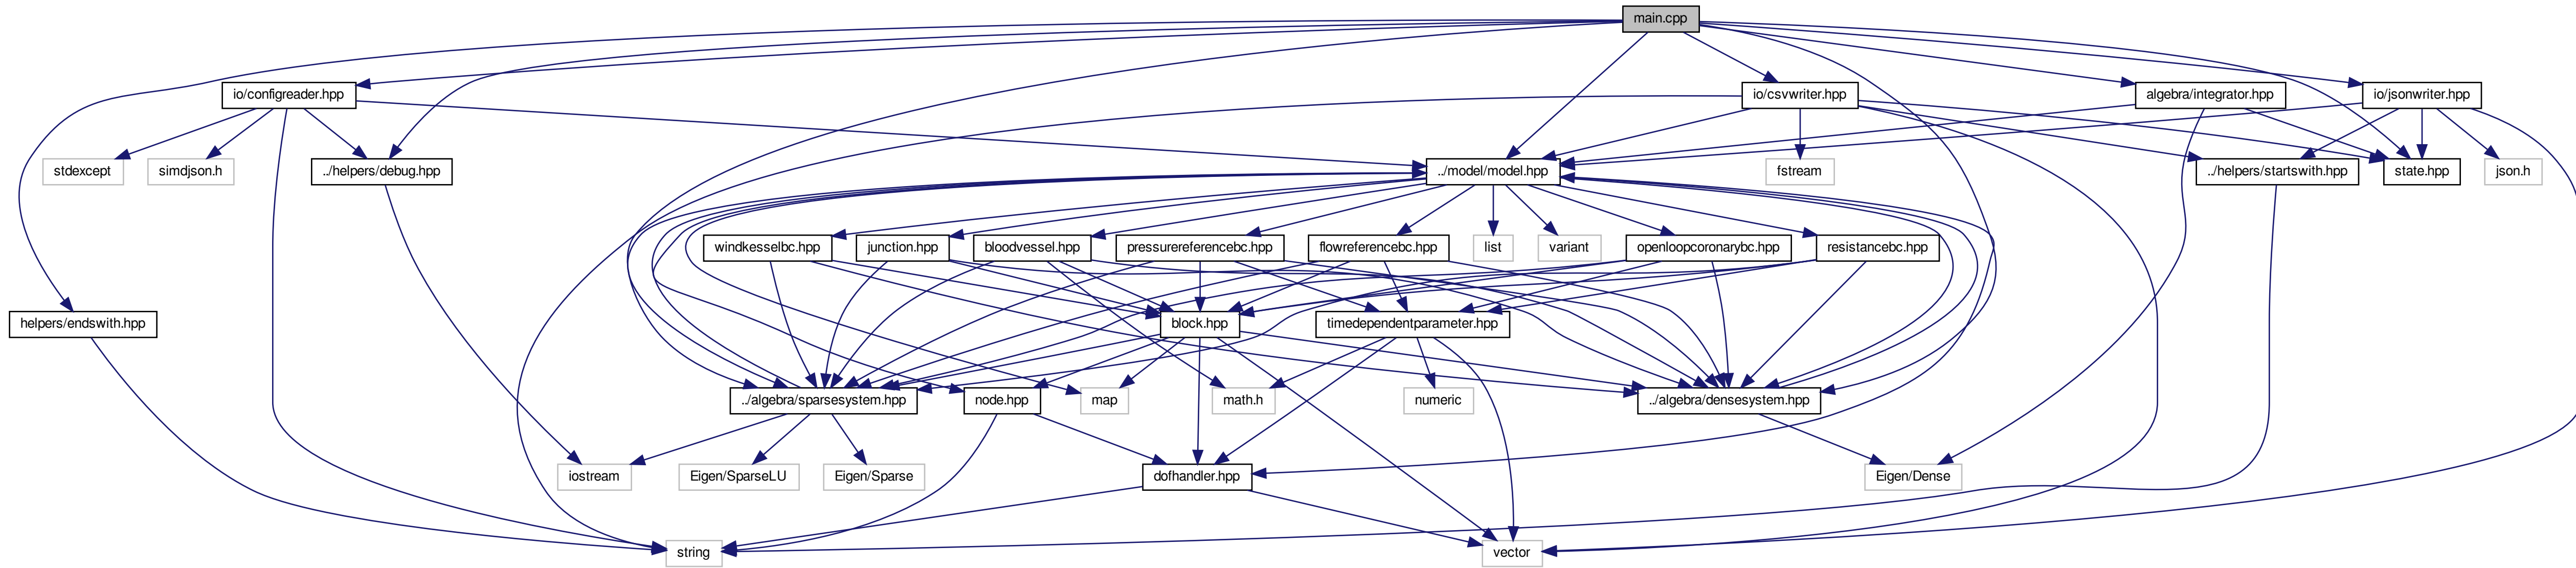 main.cpp
io/configreader.hpp
io/csvwriter.hpp
algebra/integrator.hpp
io/jsonwriter.hpp
stdexcept
simdjson.h
../helpers/debug.hpp
../model/model.hpp
fstream
../helpers/startswith.hpp
state.hpp
json.h
windkesselbc.hpp
junction.hpp
bloodvessel.hpp
pressurereferencebc.hpp
flowreferencebc.hpp
list
variant
openloopcoronarybc.hpp
resistancebc.hpp
helpers/endswith.hpp
block.hpp
timedependentparameter.hpp
../algebra/sparsesystem.hpp
node.hpp
map
math.h
numeric
../algebra/densesystem.hpp
iostream
Eigen/SparseLU
Eigen/Sparse
dofhandler.hpp
Eigen/Dense
string
vector